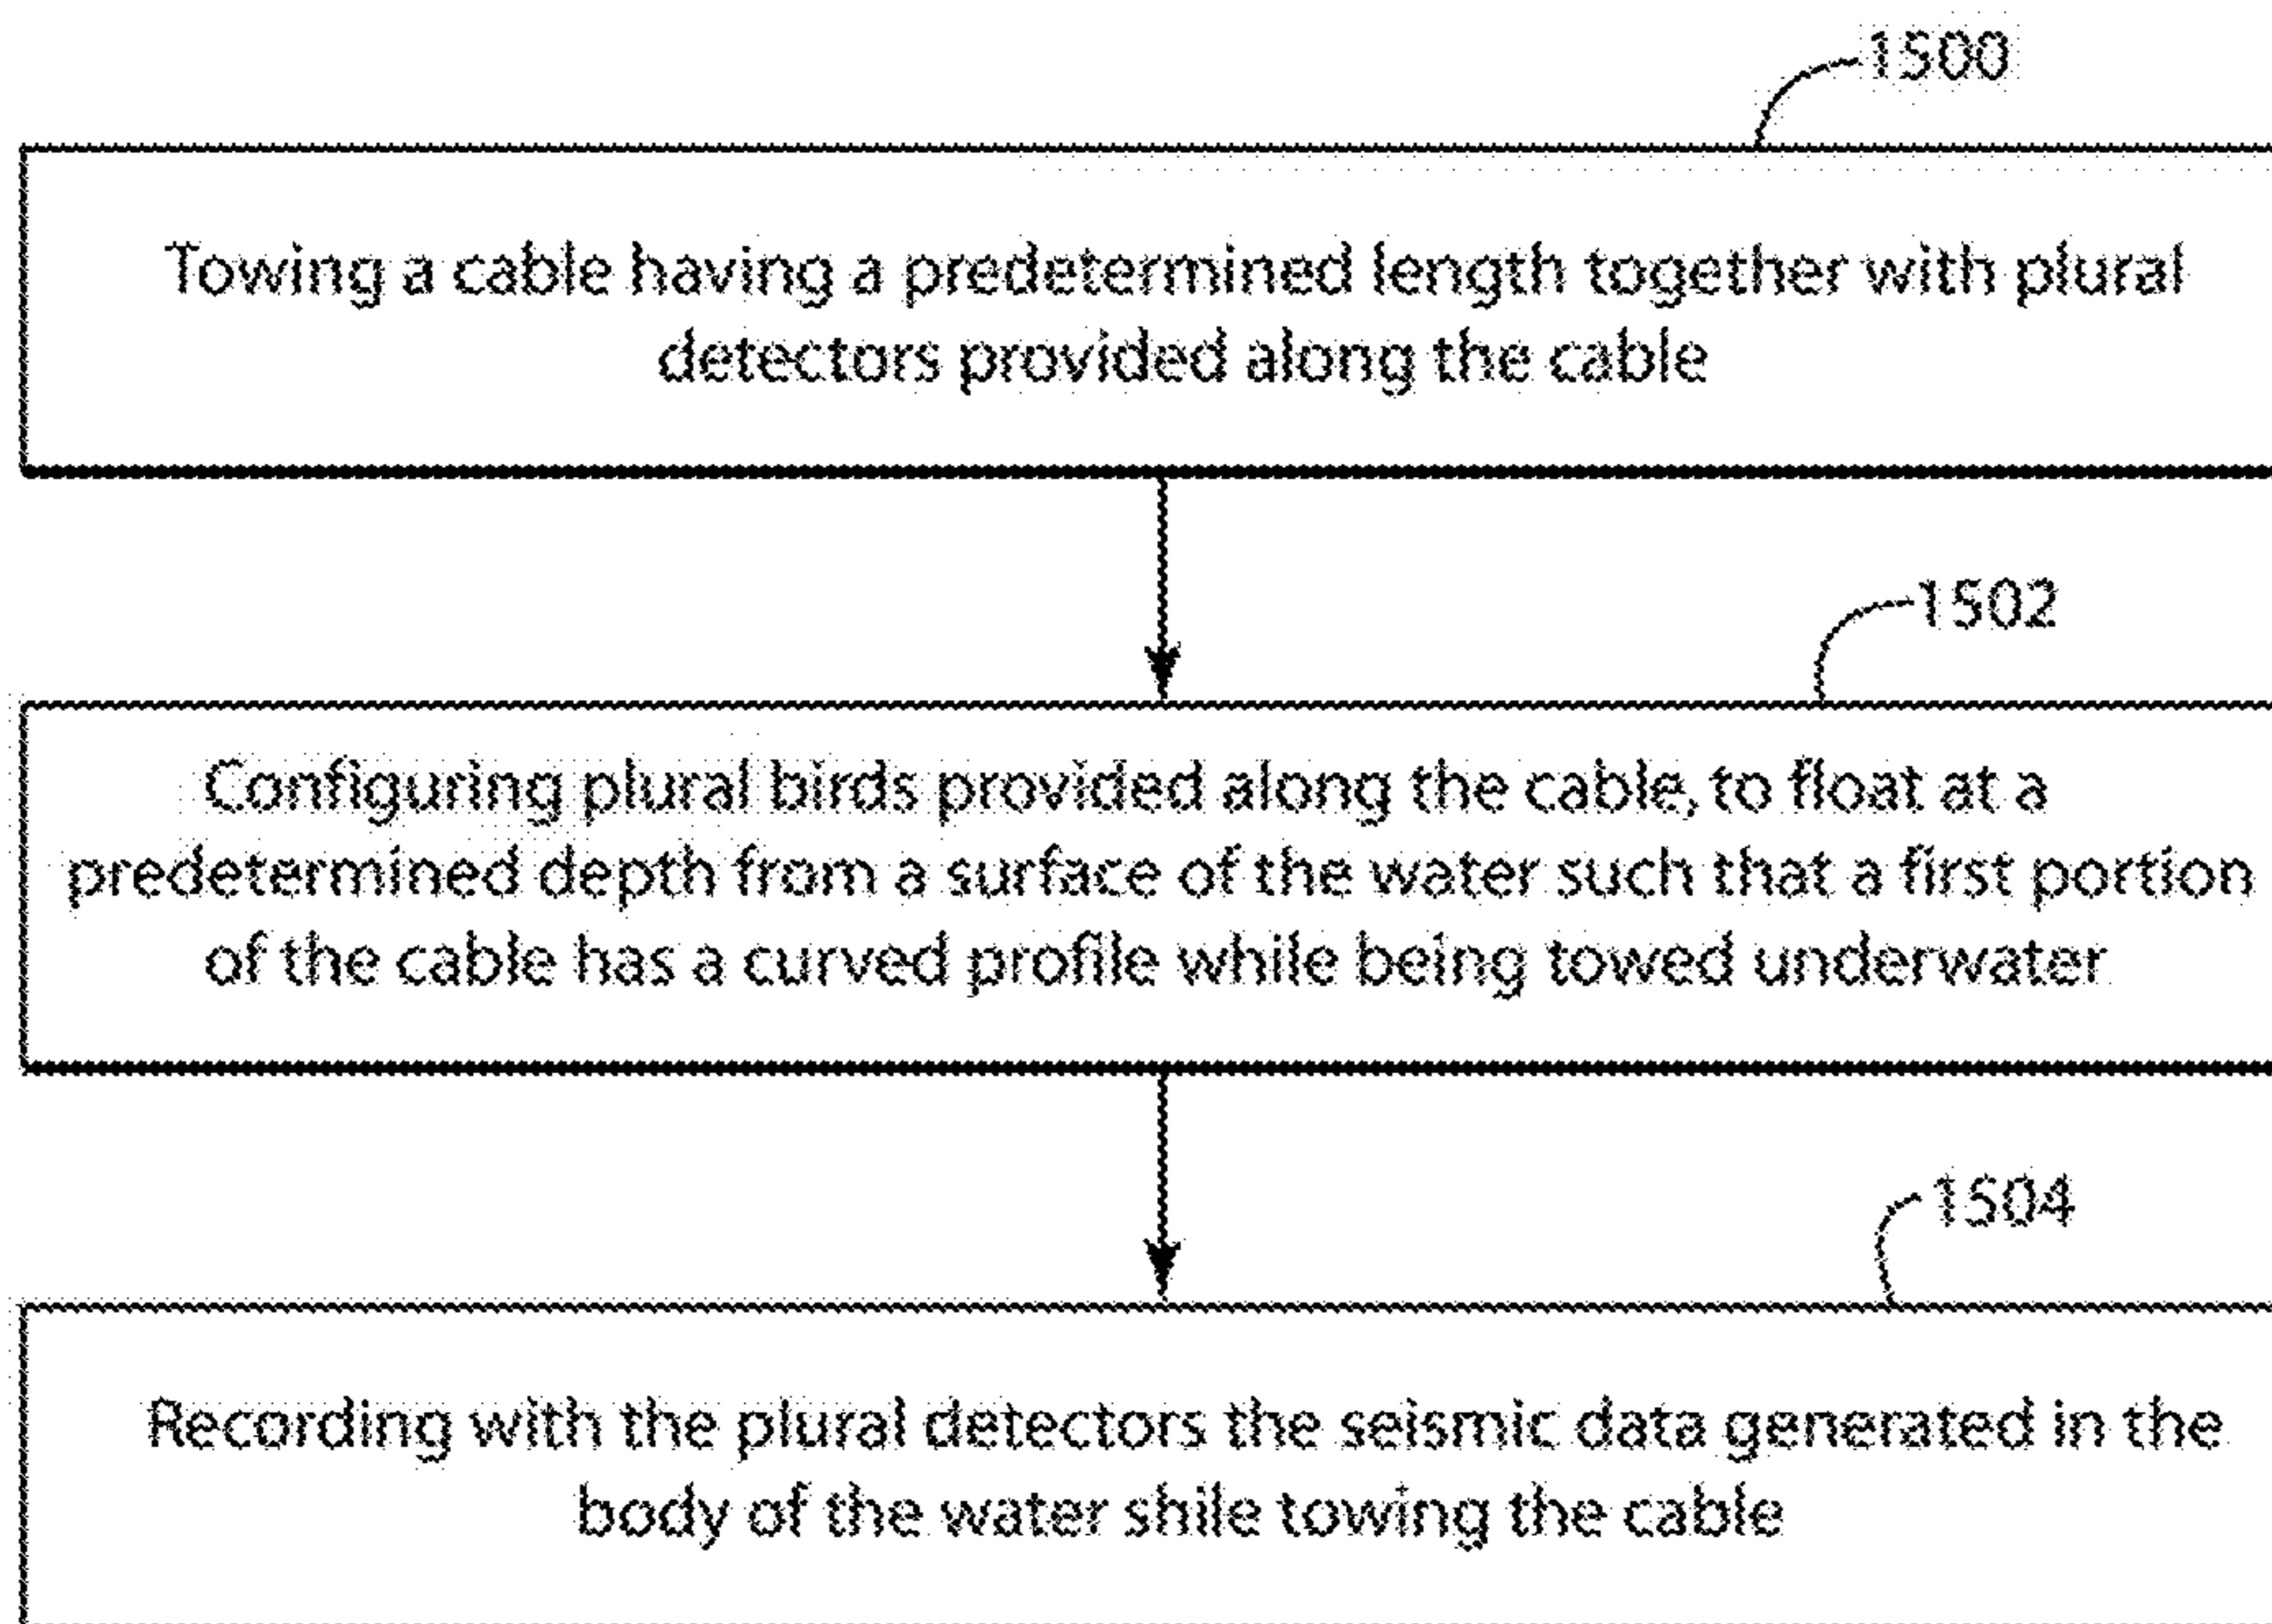 1500
Towing a cable having a predetermined length together with plural
detectors provided along the cable
1502
Configuring plural birds provided along the cable, to float at a
predetermined depth from a surface of the water such that a first portion
of the cable has a curved profile while being towed underwater
1504
Recording with the plural detectors the seismic data generated in the
body of the water shile towing the cable